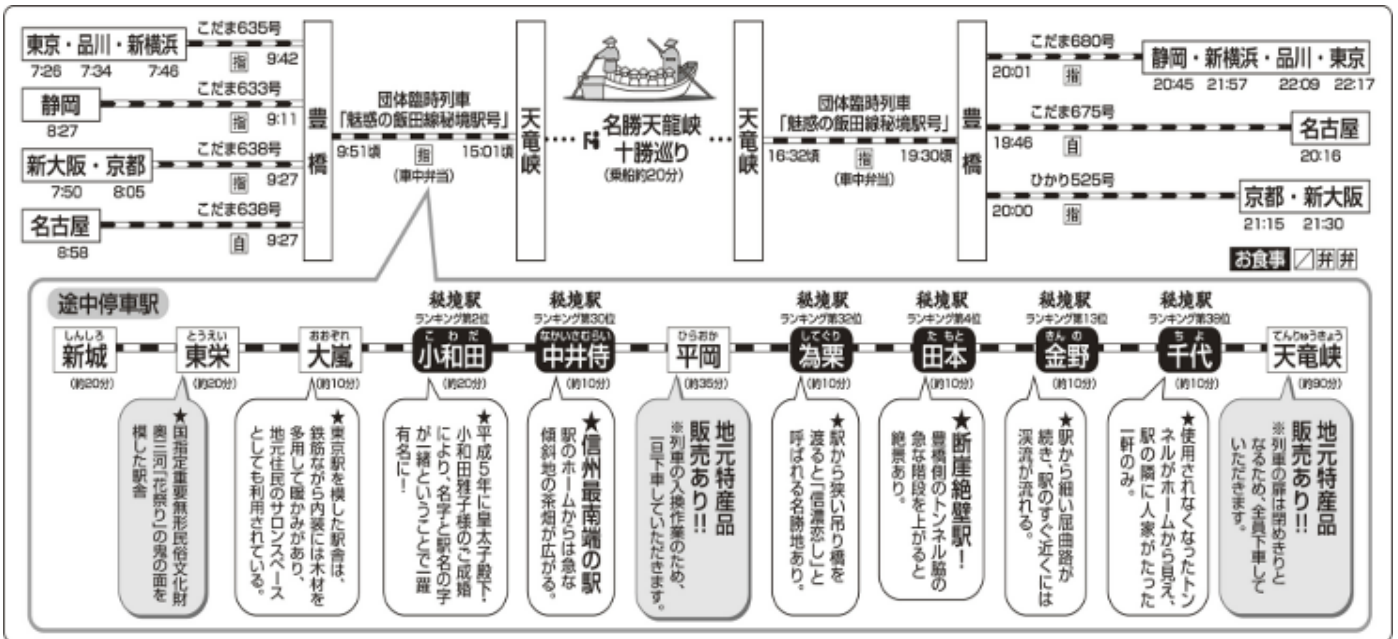 こだま635号
東京・品川・新横浜
7:26 7:34 7:46
指
9:42
こだま633号
静岡
8:27
指
9:11
こだま638号
新大阪・京都
7:50 8:05
指
9:27
こだま638号
名古屋
8:58
自
9:27
豊橋
団体臨時列車
「魅惑の飯田線秘境駅号」
9:51頃
指
15:01頃
(車中弁当)
天竜峡
名勝天龍峡
十勝巡り
(乗船約20分)
天竜峡
団体臨時列車
「魅惑の飯田線秘境駅号」
16:32頃
指
19:30頃
(車中弁当)
豊橋
こだま680号
20:01
指
静岡・新横浜・品川・東京
20:45 21:57 22:09 22:17
こだま675号
19:46
自
名古屋
20:16
ひかり525号
20:00
指
京都・新大阪
21:15 21:30
お食事 ／ 弁 弁
途中停車駅
しんしろ
新城
(約20分)
とうえい
東栄
(約20分)
★国指定重要無形民俗文化財
奥三河「花祭り」の鬼の面を
模した駅舎
おおぞれ
大嵐
(約10分)
★東京駅を模した駅舎は、
鉄筋ながら内装には木材を
多用して暖かみがあり、
地元住民のサロンスペース
としても利用されている。
秘境駅
ランキング第2位
こわだ
小和田
(約20分)
★平成5年に皇太子殿下・
小和田雅子様のご成婚
により、名字と駅名の字
が一緒ということで一躍
有名に!
秘境駅
ランキング第30位
なかいさむらい
中井侍
(約10分)
★信州最南端の駅
駅のホームからは急な
傾斜地の茶畑が広がる。
ひらおか
平岡
(約35分)
地元特産品
販売あり!!
※列車の入換作業のため、
一旦下車していただきます。
秘境駅
ランキング第32位
してぐり
為栗
(約10分)
★駅から狭い吊り橋を
渡ると「信濃恋し」と
呼ばれる名勝地あり。
秘境駅
ランキング第4位
たもと
田本
(約10分)
★断崖絶壁駅!
豊橋側のトンネル脇の
急な階段を上がると
絶景あり。
秘境駅
ランキング第13位
きんの
金野
(約10分)
★駅から細い屈曲路が
続き、駅のすぐ近くには
渓流が流れる。
秘境駅
ランキング第39位
ちよ
千代
(約10分)
★使用されなくなったトン
ネルがホームから見え、
駅の隣に人家がたった
一軒のみ。
てんりゅうきょう
天竜峡
(約90分)
地元特産品
販売あり!!
※列車の扉は閉めきりと
なるため、全員下車して
いただきます。